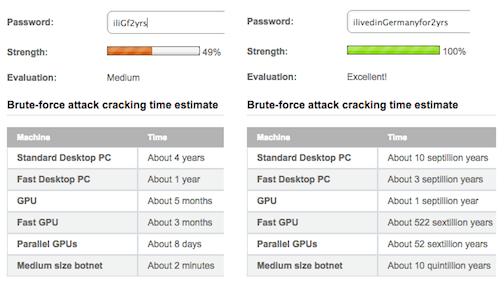 Password: iliGf2yrs
Strength: 49%
Evaluation: Medium
Brute-force attack cracking time estimate
Machine Time
Standard Desktop PC About 4 years
Fast Desktop PC About 1 year
GPU About 5 months
Fast GPU About 3 months
Parallel GPUs About 8 days
Medium size botnet About 2 minutes
Password: ilivedinGermanyfor2yrs
Strength: 100%
Evaluation: Excellent!
Brute-force attack cracking time estimate
Machine Time
Standard Desktop PC About 10 septillion years
Fast Desktop PC About 3 septillion years
GPU About 1 septillion year
Fast GPU About 522 sextillion years
Parallel GPUs About 52 sextillion years
Medium size botnet About 10 quintillion years